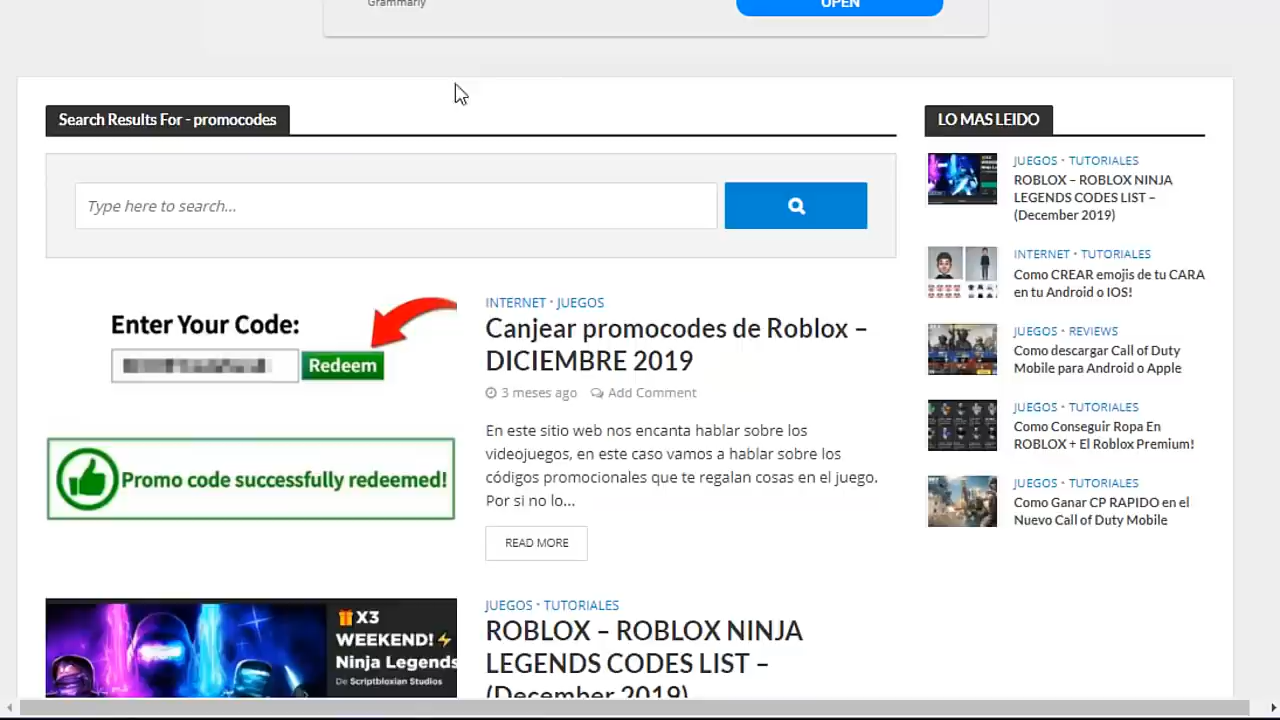 Grammarly
OPEN
Search Results For - promocodes
Type here to search...
Enter Your Code:
Redeem
Promo code successfully redeemed!
INTERNET · JUEGOS
Canjear promocodes de Roblox –
DICIEMBRE 2019
3 meses ago
Add Comment
En este sitio web nos encanta hablar sobre los
videojuegos, en este caso vamos a hablar sobre los
códigos promocionales que te regalan cosas en el juego.
Por si no lo...
READ MORE
X3
WEEKEND!
Ninja Legends
De Scriptbloxian Studios
JUEGOS · TUTORIALES
ROBLOX – ROBLOX NINJA
LEGENDS CODES LIST –
(December 2019)
LO MAS LEIDO
JUEGOS · TUTORIALES
ROBLOX – ROBLOX NINJA
LEGENDS CODES LIST –
(December 2019)
INTERNET · TUTORIALES
Como CREAR emojis de tu CARA
en tu Android o IOS!
JUEGOS · REVIEWS
Como descargar Call of Duty
Mobile para Android o Apple
JUEGOS · TUTORIALES
Como Conseguir Ropa En
ROBLOX + El Roblox Premium!
JUEGOS · TUTORIALES
Como Ganar CP RAPIDO en el
Nuevo Call of Duty Mobile